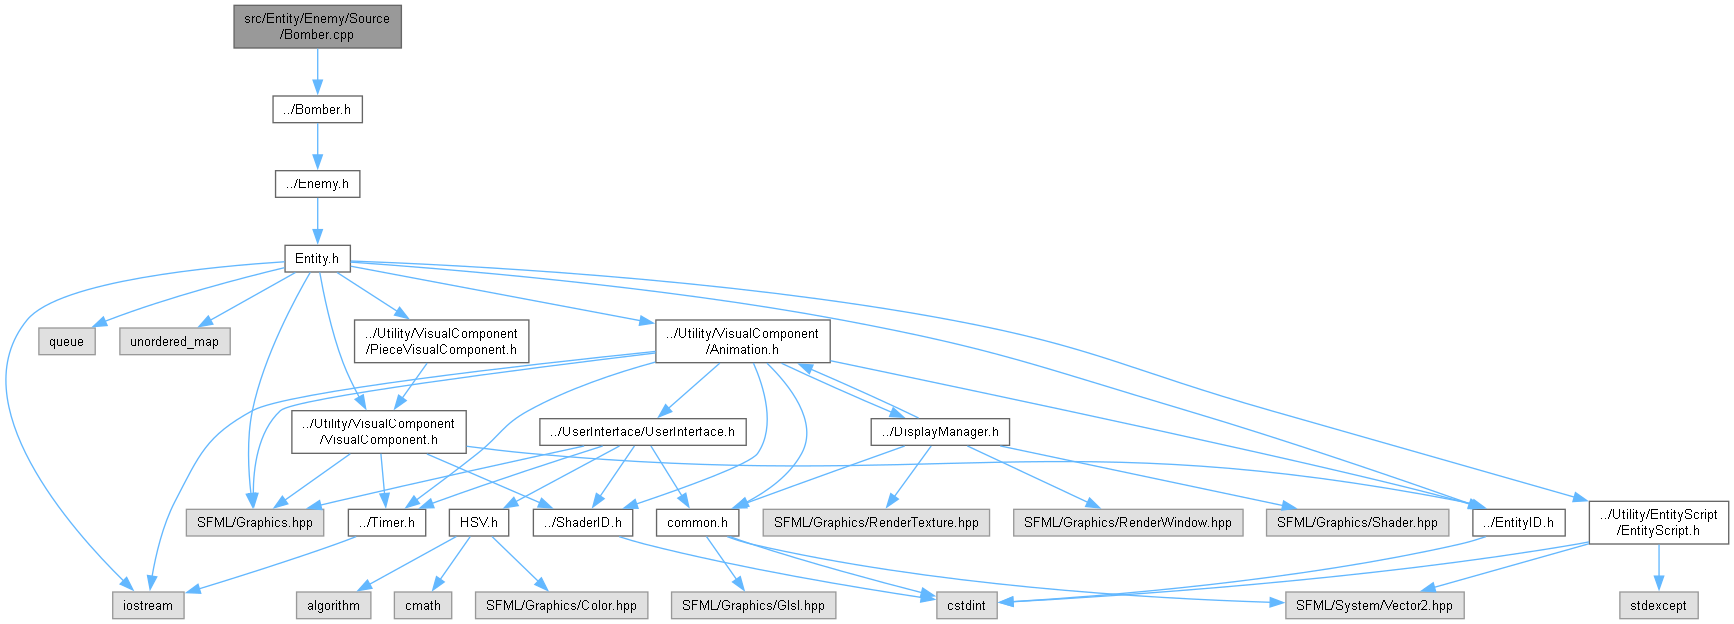 src/Entity/Enemy/Source
/Bomber.cpp
../Bomber.h
../Enemy.h
Entity.h
queue
unordered_map
../Utility/VisualComponent
/PieceVisualComponent.h
../Utility/VisualComponent
/Animation.h
../Utility/VisualComponent
/VisualComponent.h
../UserInterface/UserInterface.h
../DisplayManager.h
SFML/Graphics.hpp
../Timer.h
HSV.h
../ShaderID.h
common.h
SFML/Graphics/RenderTexture.hpp
SFML/Graphics/RenderWindow.hpp
SFML/Graphics/Shader.hpp
../EntityID.h
../Utility/EntityScript
/EntityScript.h
iostream
algorithm
cmath
SFML/Graphics/Color.hpp
SFML/Graphics/Glsl.hpp
cstdint
SFML/System/Vector2.hpp
stdexcept